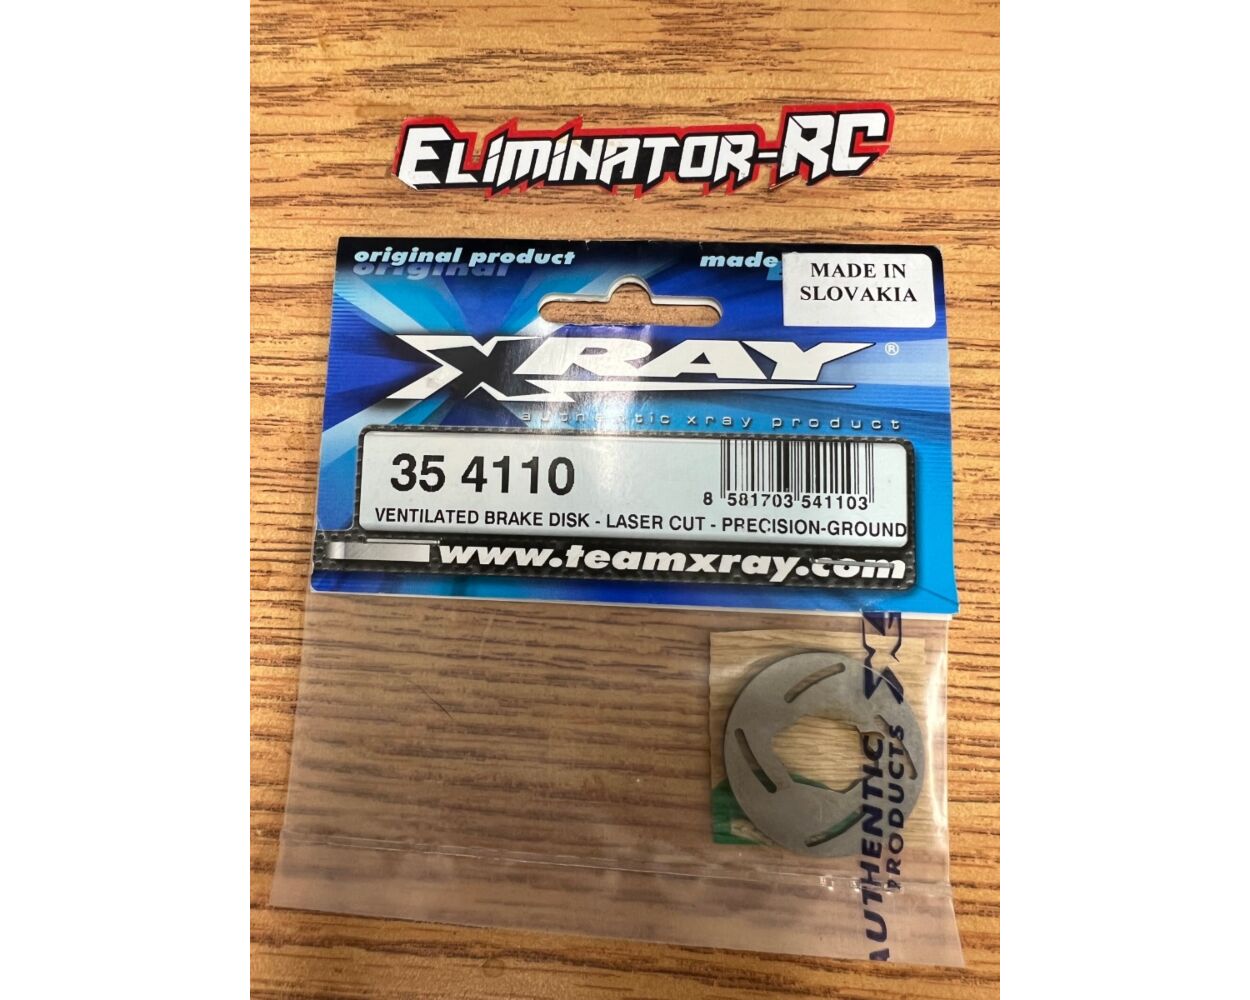 ELIMINATOR-RC
original product
original
made
MADE IN
SLOVAKIA
XRAY®
authentic xray product
35 4110
8 581703 541103
VENTILATED BRAKE DISK - LASER CUT - PRECISION-GROUND
www.teamxray.com
AUTHENTIC
PRODUCTS